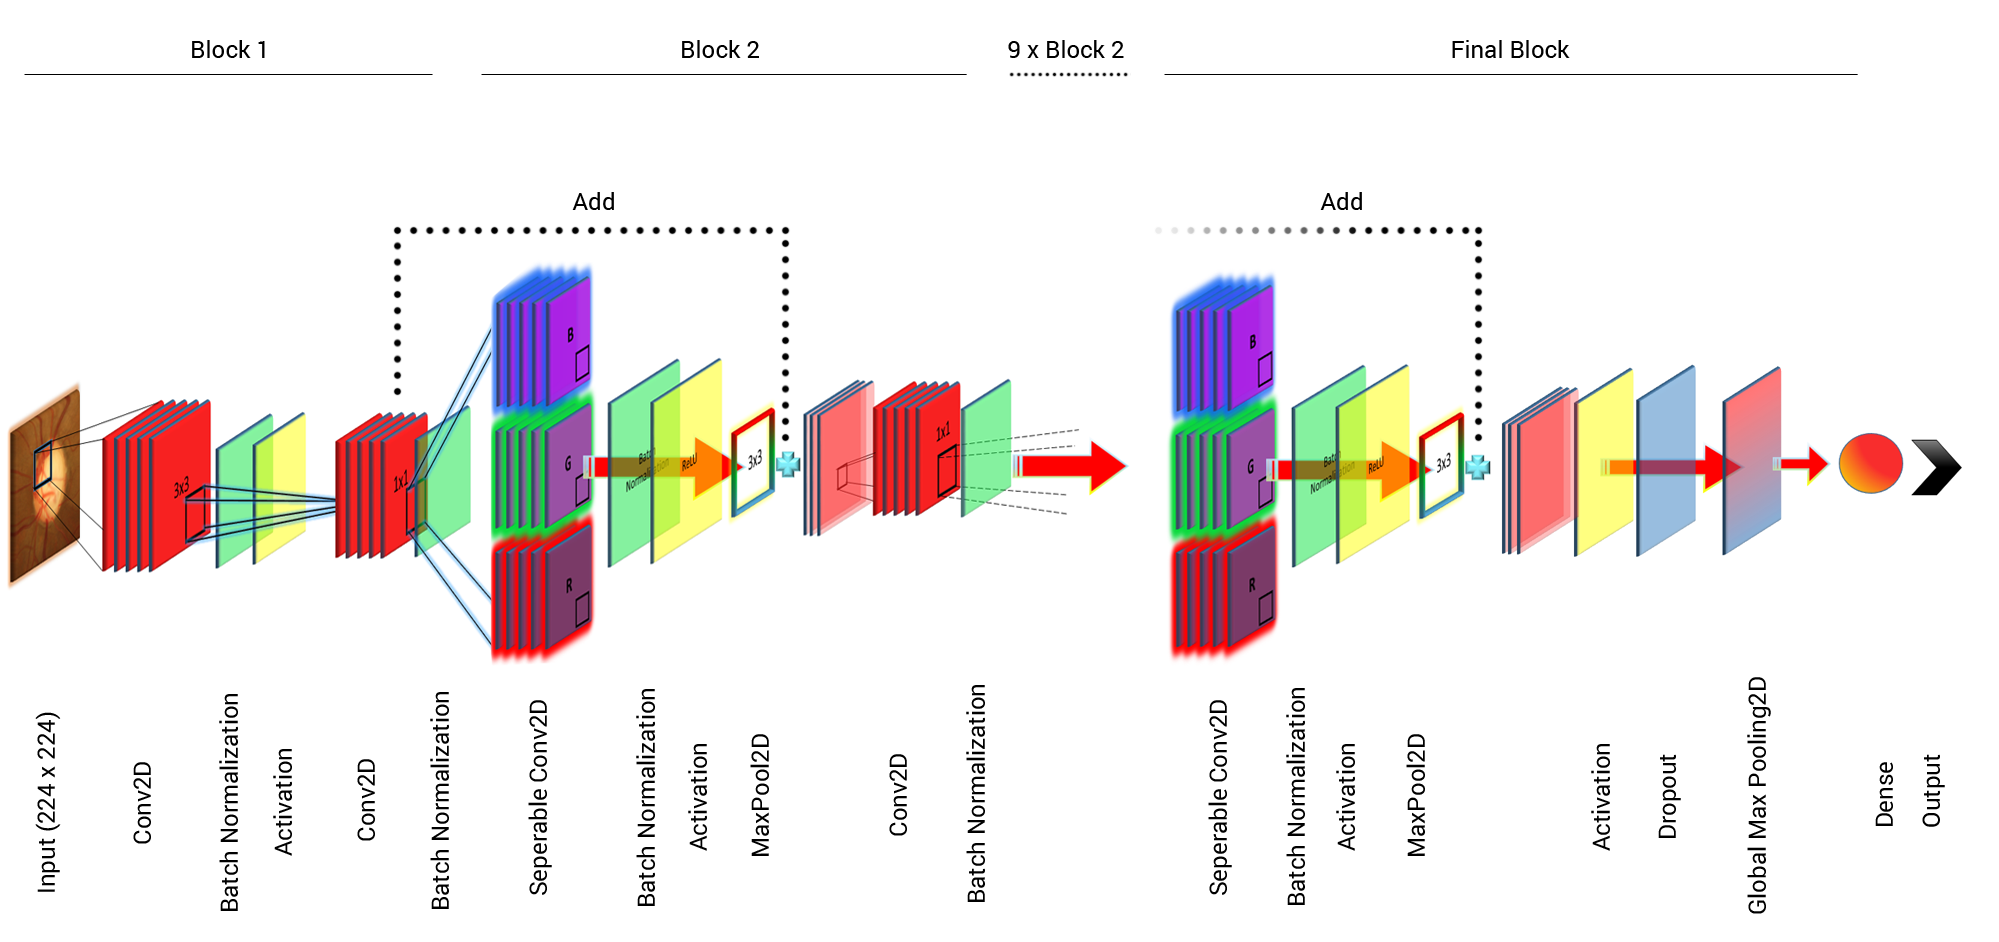 Block 1
Block 2
9 x Block 2
Final Block
Add
Add
B
G
R
3x3
1x1
Batch
Normalization
ReLU
3x3
1x1
B
G
R
Batch
Normalization
ReLU
3x3
Input (224 x 224)
Conv2D
Batch Normalization
Activation
Conv2D
Batch Normalization
Seperable Conv2D
Batch Normalization
Activation
MaxPool2D
Conv2D
Batch Normalization
Seperable Conv2D
Batch Normalization
Activation
MaxPool2D
Activation
Dropout
Global Max Pooling2D
Dense
Output